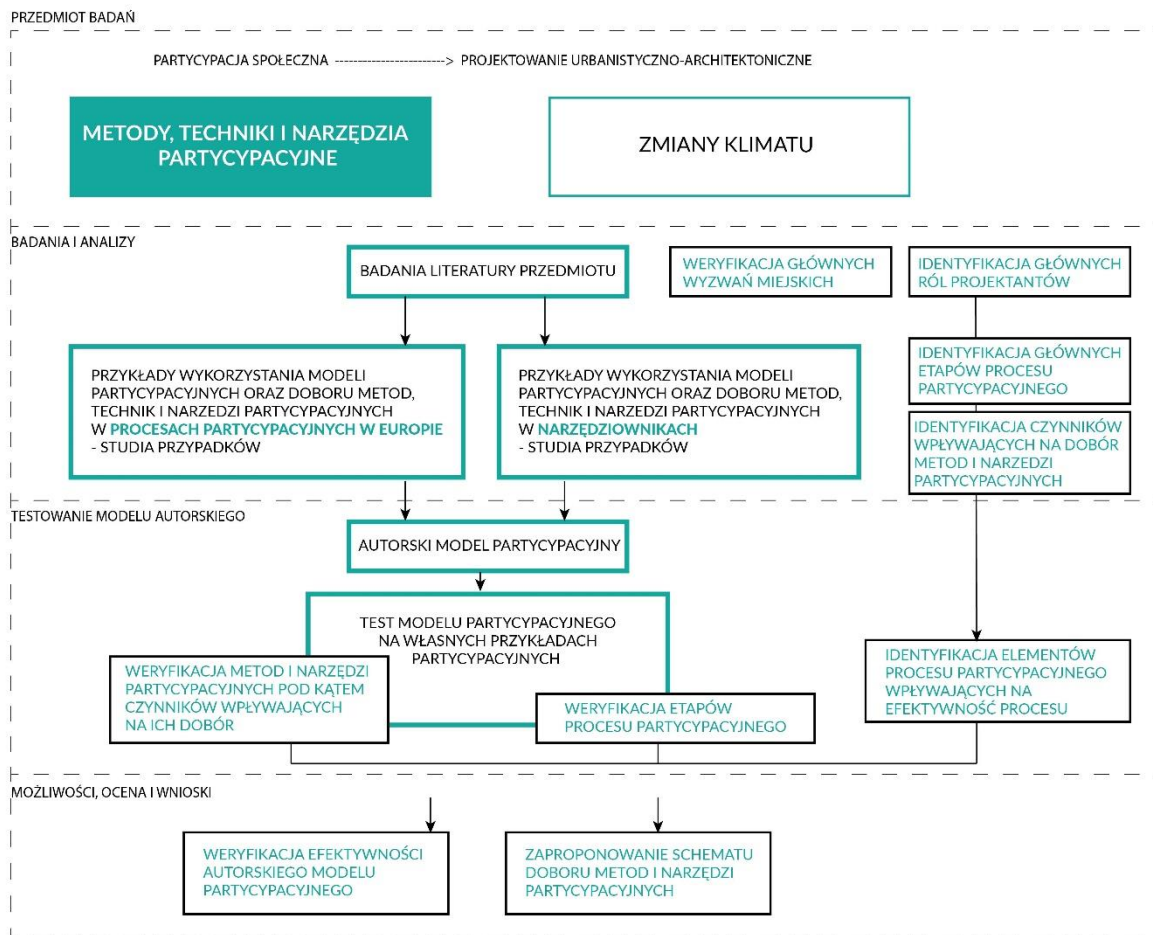 PRZEDMIOT BADAŃ
PARTYCYPACJA SPOŁECZNA ------------------------> PROJEKTOWANIE URBANISTYCZNO-ARCHITEKTONICZNE
METODY, TECHNIKI I NARZĘDZIA
PARTYCYPACYJNE
ZMIANY KLIMATU
BADANIA I ANALIZY
BADANIA LITERATURY PRZEDMIOTU
WERYFIKACJA GŁÓWNYCH
WYZWAŃ MIEJSKICH
IDENTYFIKACJA GŁÓWNYCH
RÓL PROJEKTANTÓW
PRZYKŁADY WYKORZYSTANIA MODELI
PARTYCYPACYJNYCH ORAZ DOBORU METOD,
TECHNIK I NARZEDZI PARTYCYPACYJNYCH
W PROCESACH PARTYCYPACYJNYCH W EUROPIE
- STUDIA PRZYPADKÓW
PRZYKŁADY WYKORZYSTANIA MODELI
PARTYCYPACYJNYCH ORAZ DOBORU METOD,
TECHNIK I NARZEDZI PARTYCYPACYJNYCH
W NARZĘDZIOWNIKACH
- STUDIA PRZYPADKÓW
IDENTYFIKACJA GŁÓWNYCH
ETAPÓW PROCESU
PARTYCYPACYJNEGO
IDENTYFIKACJA CZYNNIKÓW
WPŁYWAJĄCYCH NA DOBÓR
METOD I NARZEDZI
PARTYCYPACYJNYCH
TESTOWANIE MODELU AUTORSKIEGO
AUTORSKI MODEL PARTYCYPACYJNY
TEST MODELU PARTYCYPACYJNEGO
NA WŁASNYCH PRZYKŁADACH
PARTYCYPACYJNYCH
WERYFIKACJA METOD I NARZĘDZI
PARTYCYPACYJNYCH POD KĄTEM
CZYNNIKÓW WPŁYWAJĄCYCH
NA ICH DOBÓR
WERYFIKACJA ETAPÓW
PROCESU PARTYCYPACYJNEGO
IDENTYFIKACJA ELEMENTÓW
PROCESU PARTYCYPACYJNEGO
WPŁYWAJĄCYCH NA
EFEKTYWNOŚĆ PROCESU
MOŻLIWOŚCI, OCENA I WNIOSKI
WERYFIKACJA EFEKTYWNOŚCI
AUTORSKIEGO MODELU
PARTYCYPACYJNEGO
ZAPROPONOWANIE SCHEMATU
DOBORU METOD I NARZĘDZI
PARTYCYPACYJNYCH